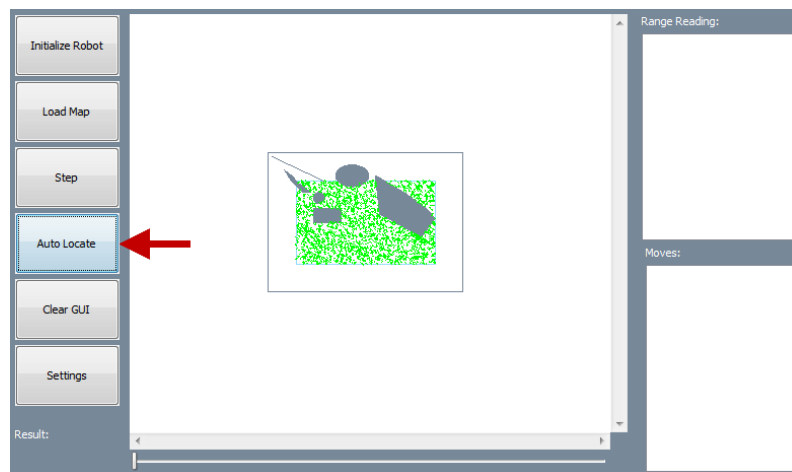 Initialize Robot
Load Map
Step
Auto Locate
Clear GUI
Settings
Result:
Range Reading:
Moves: